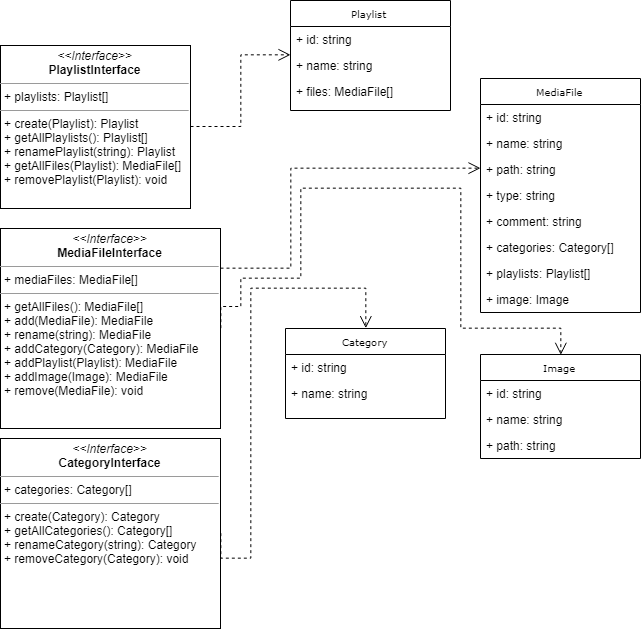 <<Interface>>
PlaylistInterface
+ playlists: Playlist[]
+ create(Playlist): Playlist
+ getAllPlaylists(): Playlist[]
+ renamePlaylist(string): Playlist
+ getAllFiles(Playlist): MediaFile[]
+ removePlaylist(Playlist): void
Playlist
+ id: string
+ name: string
+ files: MediaFile[]
MediaFile
+ id: string
+ name: string
+ path: string
+ type: string
+ comment: string
+ categories: Category[]
+ playlists: Playlist[]
+ image: Image
<<Interface>>
MediaFileInterface
+ mediaFiles: MediaFile[]
+ getAllFiles(): MediaFile[]
+ add(MediaFile): MediaFile
+ rename(string): MediaFile
+ addCategory(Category): MediaFile
+ addPlaylist(Playlist): MediaFile
+ addImage(Image): MediaFile
+ remove(MediaFile): void
Category
+ id: string
+ name: string
Image
+ id: string
+ name: string
+ path: string
<<Interface>>
CategoryInterface
+ categories: Category[]
+ create(Category): Category
+ getAllCategories(): Category[]
+ renameCategory(string): Category
+ removeCategory(Category): void